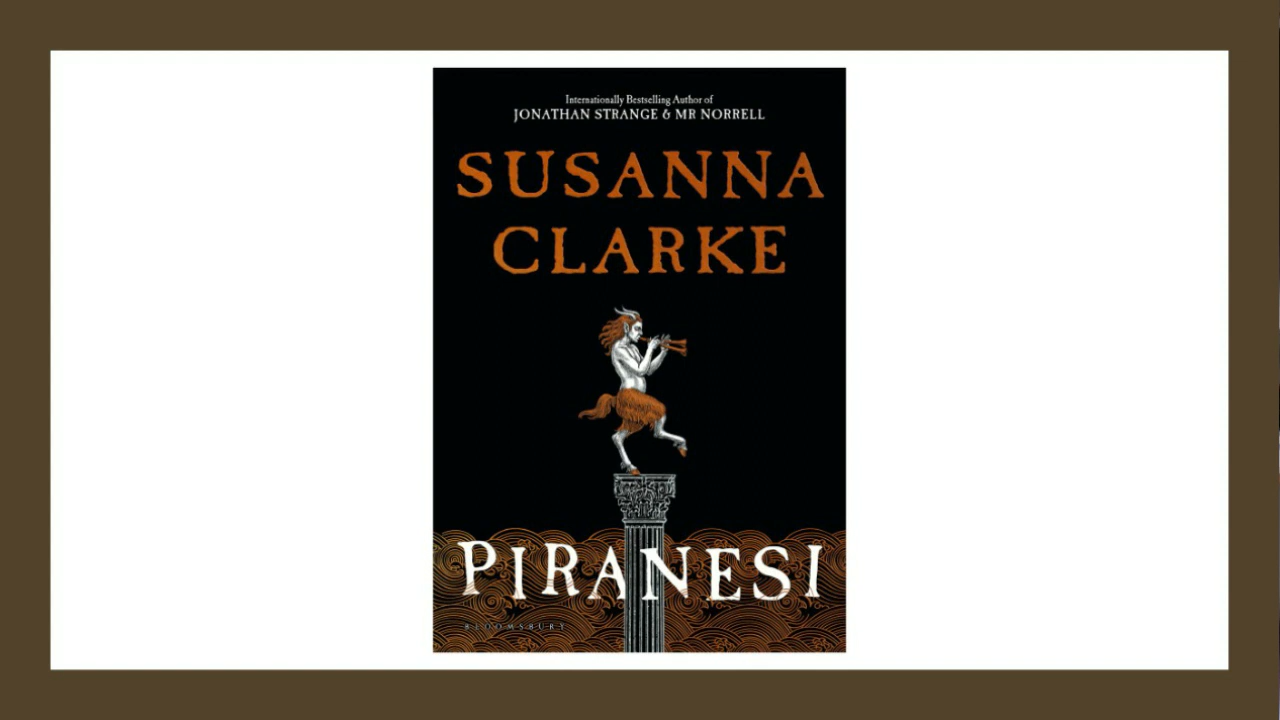 Internationally Bestselling Author of
JONATHAN STRANGE & MR NORRELL
SUSANNA
CLARKE
PIRANESI
BLOOMSBURY